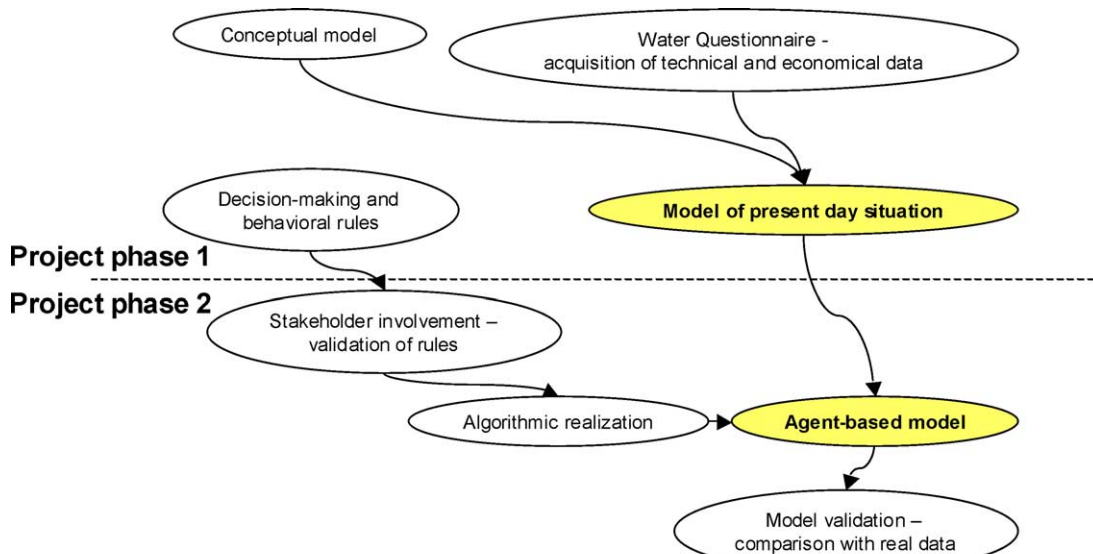 Conceptual model
Water Questionnaire -
acquisition of technical and economical data
Decision-making and
behavioral rules
Model of present day situation
Project phase 1
Project phase 2
Stakeholder involvement –
validation of rules
Algorithmic realization
Agent-based model
Model validation –
comparison with real data